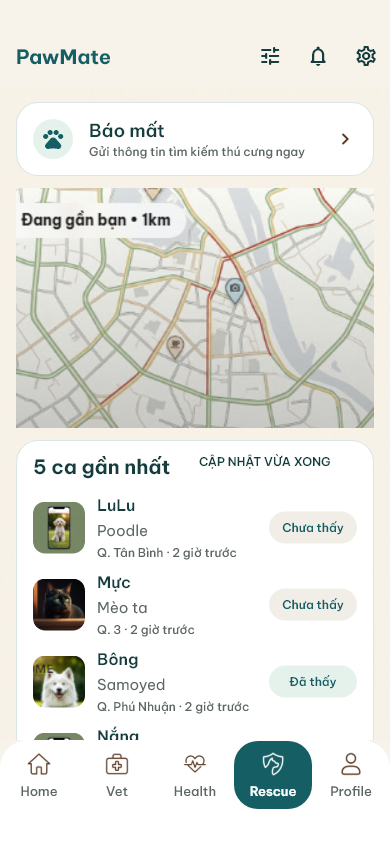 PawMate
Báo mất
Gửi thông tin tìm kiếm thú cưng ngay
Đang gần bạn • 1km
5 ca gần nhất
CẬP NHẬT VỪA XONG
LuLu
Poodle
Q. Tân Bình · 2 giờ trước
Chưa thấy
Mực
Mèo ta
Q. 3 · 2 giờ trước
Chưa thấy
Bông
Samoyed
Q. Phú Nhuận · 2 giờ trước
Đã thấy
ME
Nắng
Home
Vet
Health
Rescue
Profile